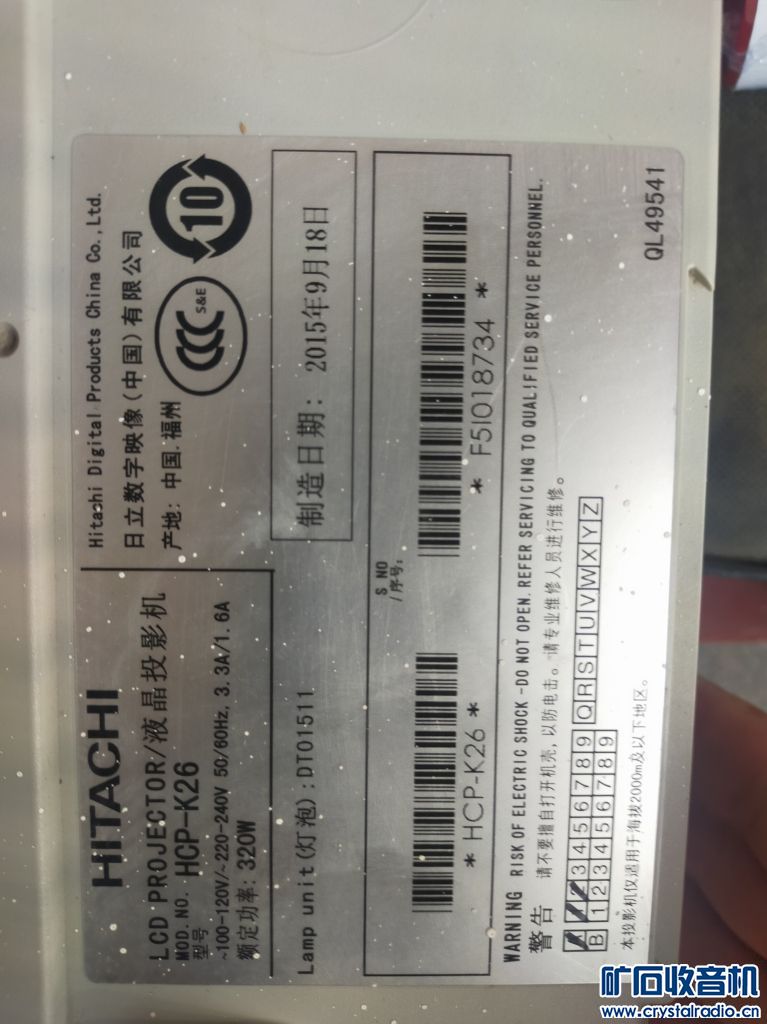 HITACHI
LCD PROJECTOR/液晶投影机
MOD.NO.
型号 HCP-K26
~100-120V/~220-240V 50/60Hz, 3.3A/1.6A
额定功率: 320W
Hitachi Digital Products China Co.,Ltd.
日立数字映像(中国)有限公司
产地: 中国.福州
S&E
10
Lamp unit(灯泡):DT01511
制造日期: 2015年9月18日
S NO
/序号:
* HCP-K26 *
* F5I018734 *
WARNING RISK OF ELECTRIC SHOCK -DO NOT OPEN. REFER SERVICING TO QUALIFIED SERVICE PERSONNEL.
警告 请不要擅自打开机壳, 以防电击。请专业维修人员进行维修。
3 4 5 6 7 8 9 Q R S T U V W X Y Z
B 1 2 3 4 5 6 7 8 9
本投影机仅适用于海拔2000m及以下地区。
QL49541
矿石收音机
www.crystalradio.cn